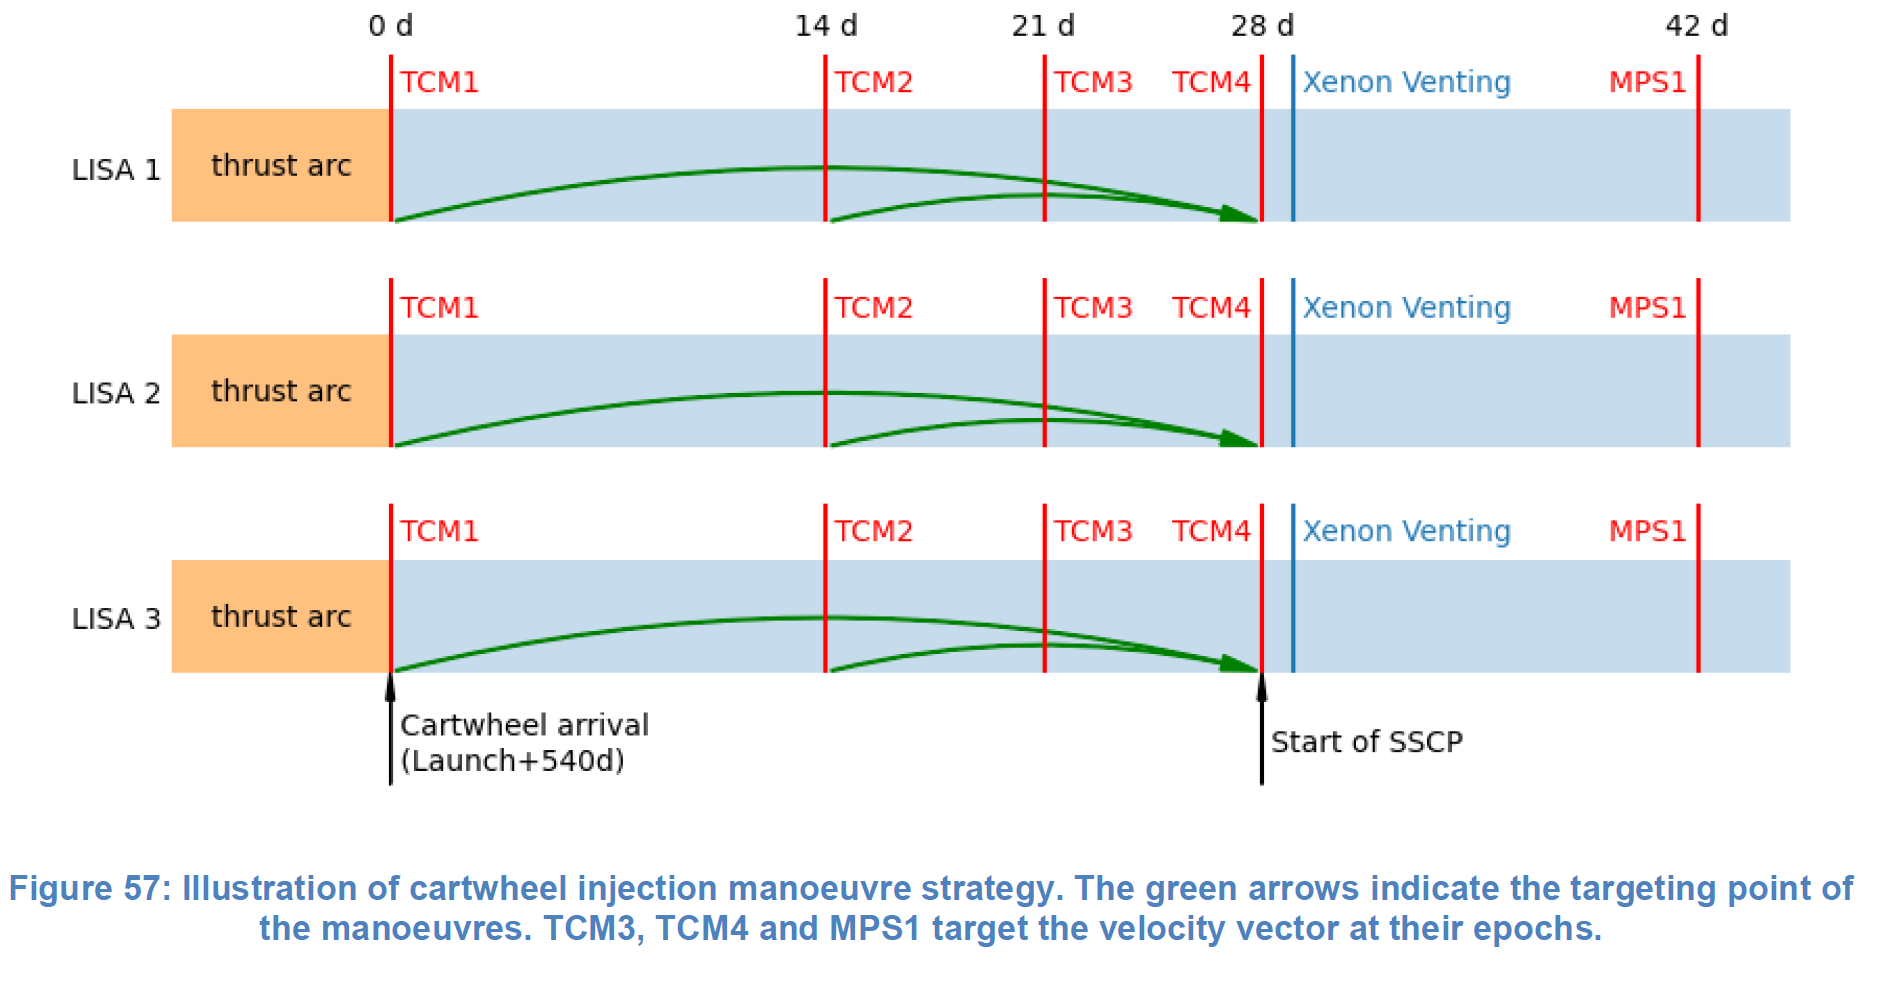 0 d 14 d 21 d 28 d 42 d
TCM1 TCM2 TCM3 TCM4 Xenon Venting MPS1
LISA 1 thrust arc
TCM1 TCM2 TCM3 TCM4 Xenon Venting MPS1
LISA 2 thrust arc
TCM1 TCM2 TCM3 TCM4 Xenon Venting MPS1
LISA 3 thrust arc
Cartwheel arrival
(Launch+540d)
Start of SSCP
Figure 57: Illustration of cartwheel injection manoeuvre strategy. The green arrows indicate the targeting point of
the manoeuvres. TCM3, TCM4 and MPS1 target the velocity vector at their epochs.